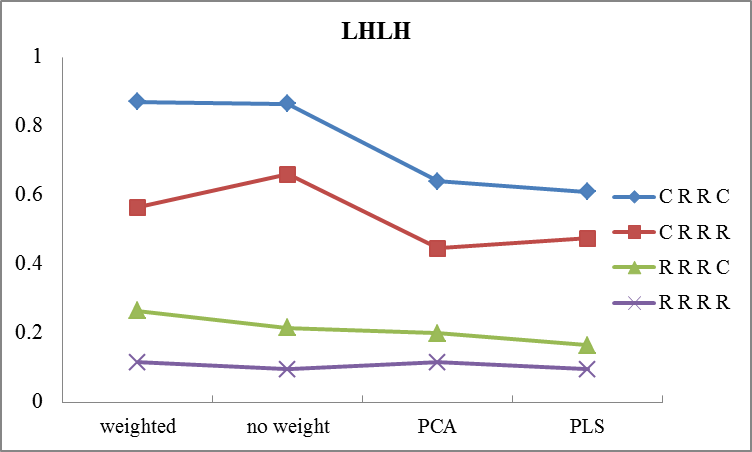 LHLH
1
0.8
0.6
0.4
0.2
0
weighted no weight PCA PLS
C R R C
C R R R
R R R C
R R R R